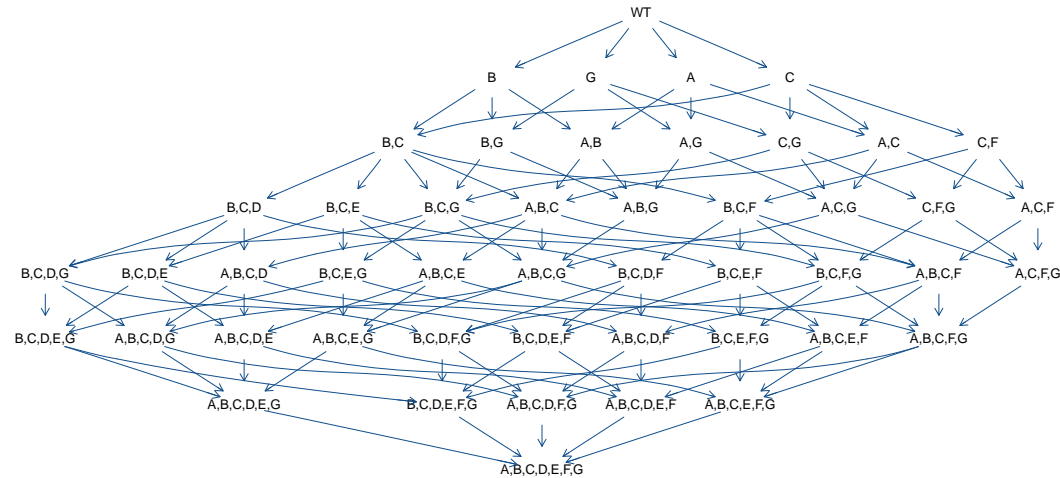 WT
B G A C
B,C B,G A,B A,G C,G A,C C,F
B,C,D B,C,E B,C,G A,B,C A,B,G B,C,F A,C,G C,F,G A,C,F
B,C,D,G B,C,D,E A,B,C,D B,C,E,G A,B,C,E A,B,C,G B,C,D,F B,C,E,F B,C,F,G A,B,C,F A,C,F,G
B,C,D,E,G A,B,C,D,G A,B,C,D,E A,B,C,E,G B,C,D,F,G B,C,D,E,F A,B,C,D,F B,C,E,F,G A,B,C,E,F A,B,C,F,G
A,B,C,D,E,G B,C,D,E,F,G A,B,C,D,F,G A,B,C,D,E,F A,B,C,E,F,G
A,B,C,D,E,F,G